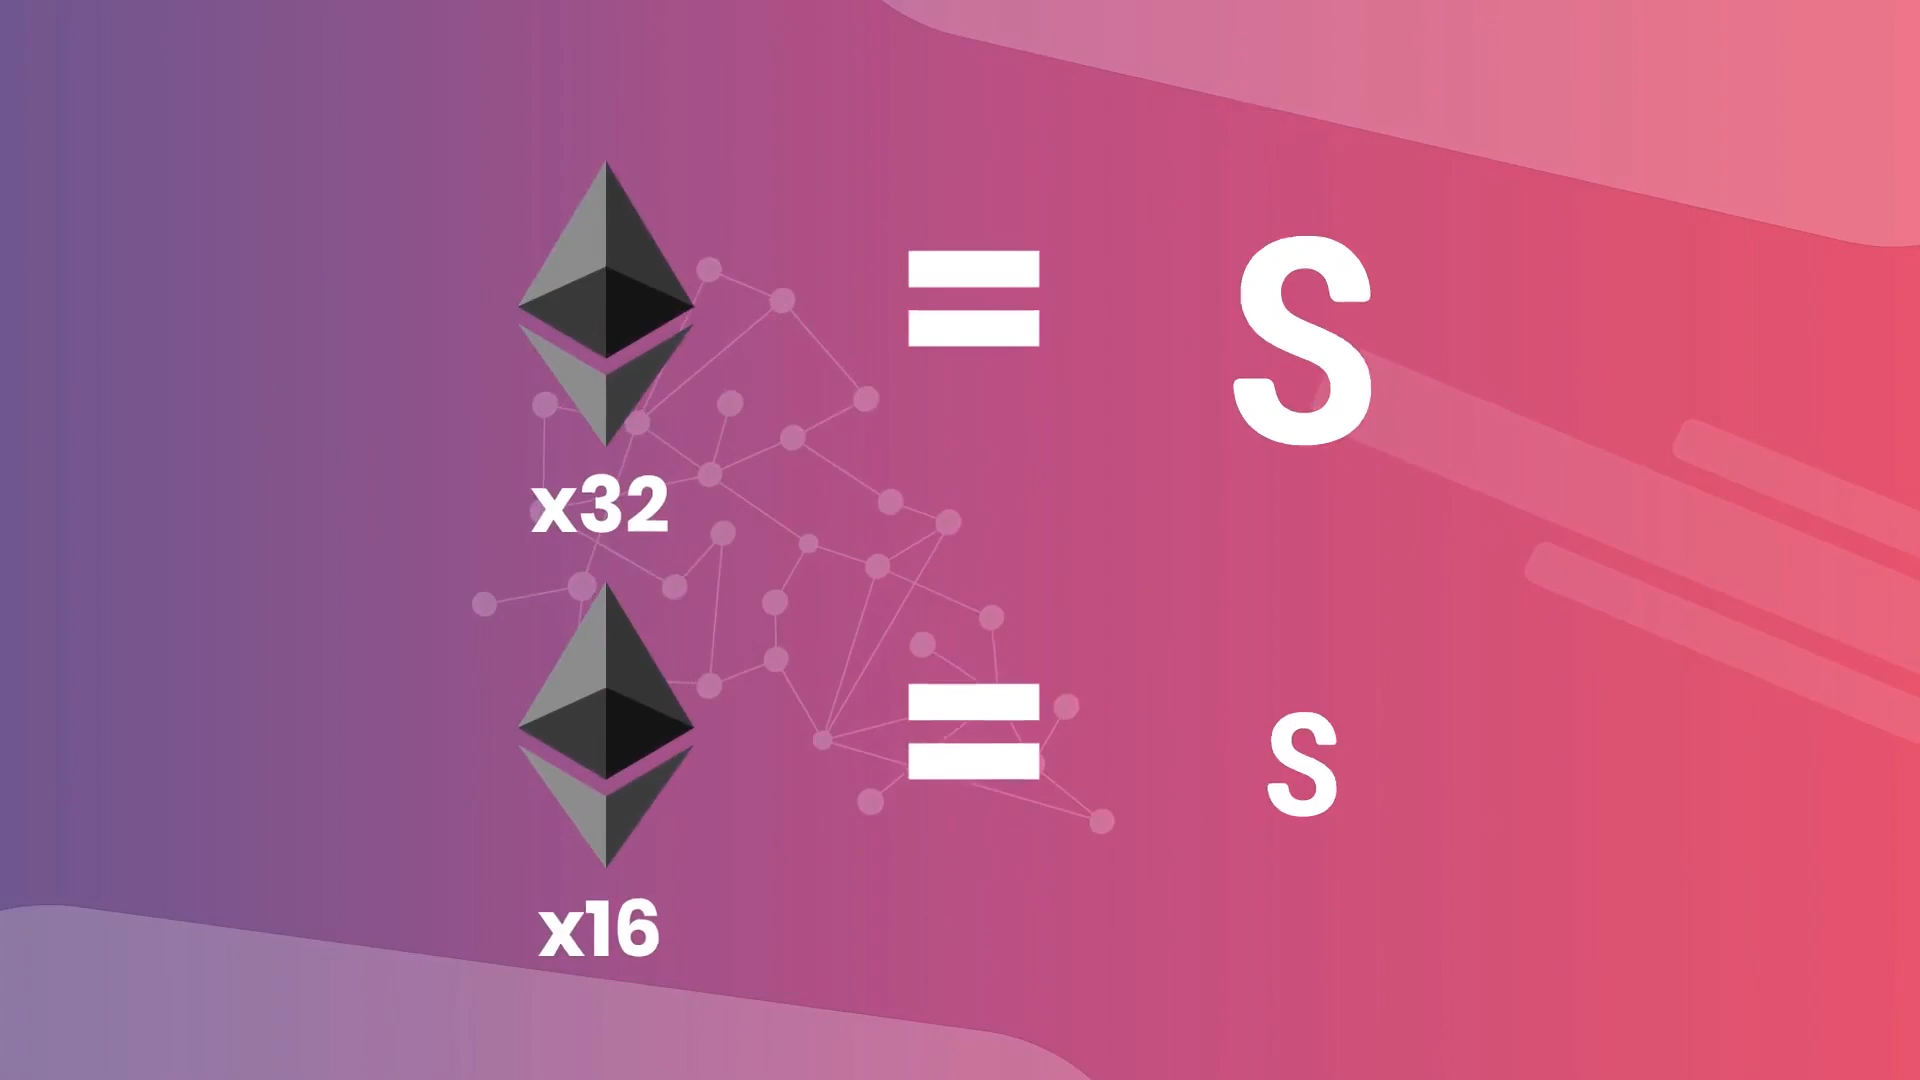 = S
x32
= s
x16